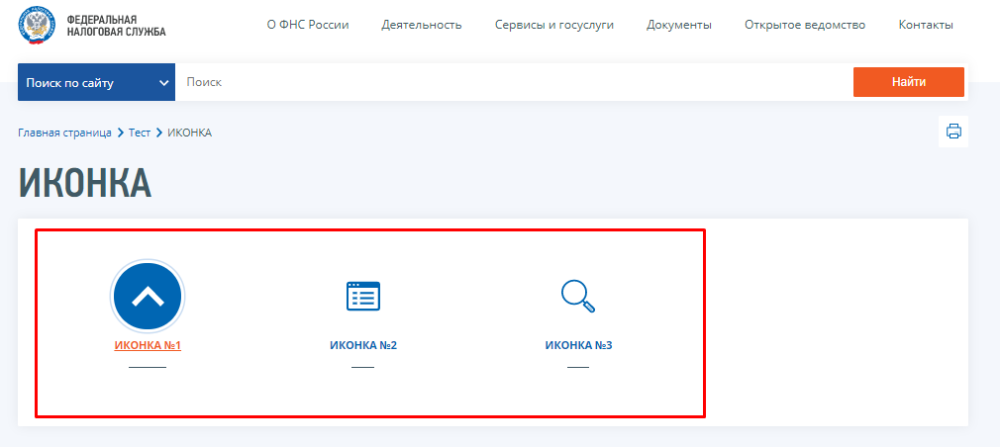 ФЕДЕРАЛЬНАЯ
НАЛОГОВАЯ СЛУЖБА
О ФНС России
Деятельность
Сервисы и госуслуги
Документы
Открытое ведомство
Контакты
Поиск по сайту
Поиск
Найти
Главная страница
Тест
ИКОНКА
ИКОНКА
ИКОНКА №1
ИКОНКА №2
ИКОНКА №3